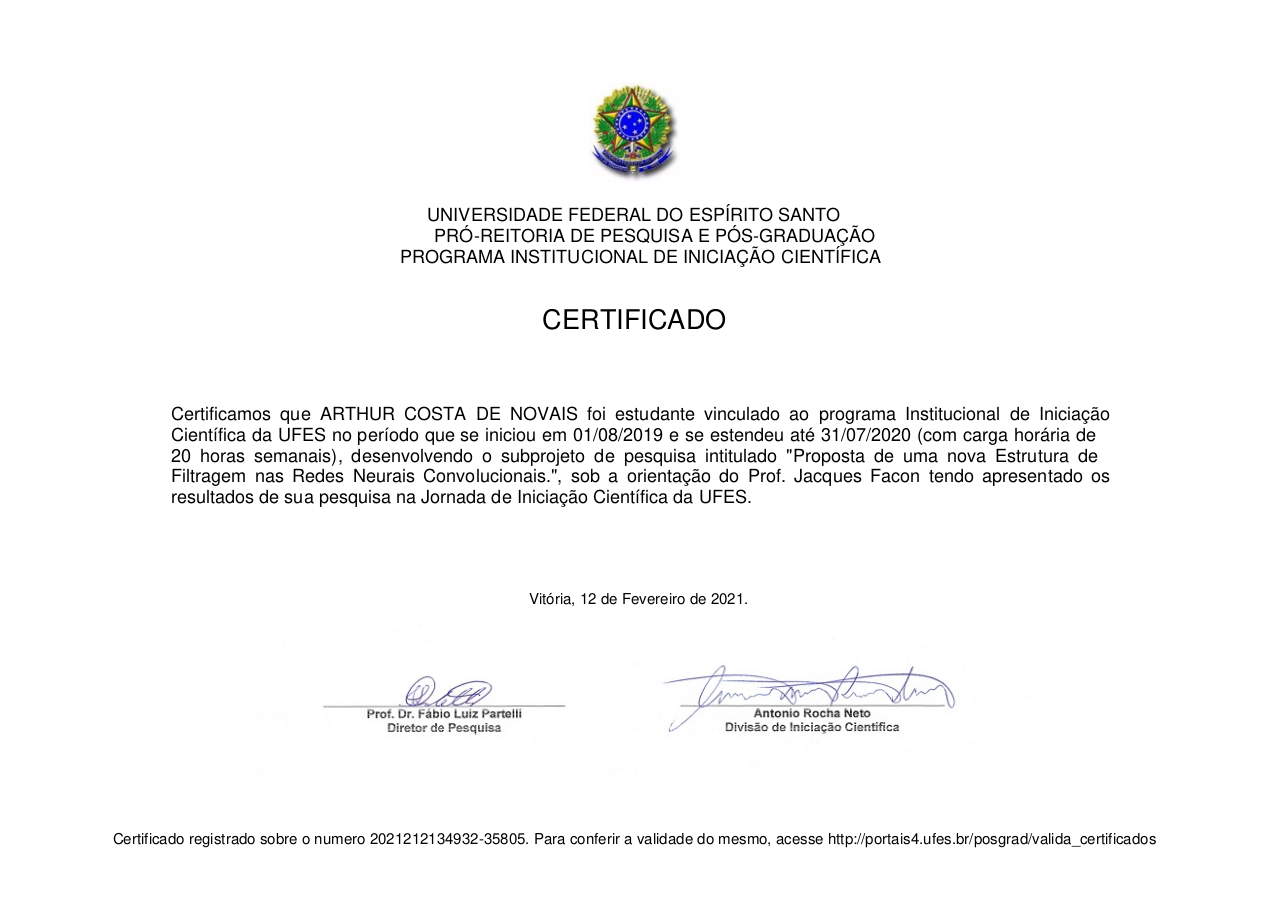 UNIVERSIDADE FEDERAL DO ESPÍRITO SANTO
PRÓ-REITORIA DE PESQUISA E PÓS-GRADUAÇÃO
PROGRAMA INSTITUCIONAL DE INICIAÇÃO CIENTÍFICA
CERTIFICADO
Certificamos que ARTHUR COSTA DE NOVAIS foi estudante vinculado ao programa Institucional de Iniciação
Científica da UFES no período que se iniciou em 01/08/2019 e se estendeu até 31/07/2020 (com carga horária de
20 horas semanais), desenvolvendo o subprojeto de pesquisa intitulado "Proposta de uma nova Estrutura de
Filtragem nas Redes Neurais Convolucionais.", sob a orientação do Prof. Jacques Facon tendo apresentado os
resultados de sua pesquisa na Jornada de Iniciação Científica da UFES.
Vitória, 12 de Fevereiro de 2021.
Prof. Dr. Fábio Luiz Partelli
Diretor de Pesquisa
Antonio Rocha Neto
Divisão de Iniciação Cientifica
Certificado registrado sobre o numero 2021212134932-35805. Para conferir a validade do mesmo, acesse http://portais4.ufes.br/posgrad/valida_certificados